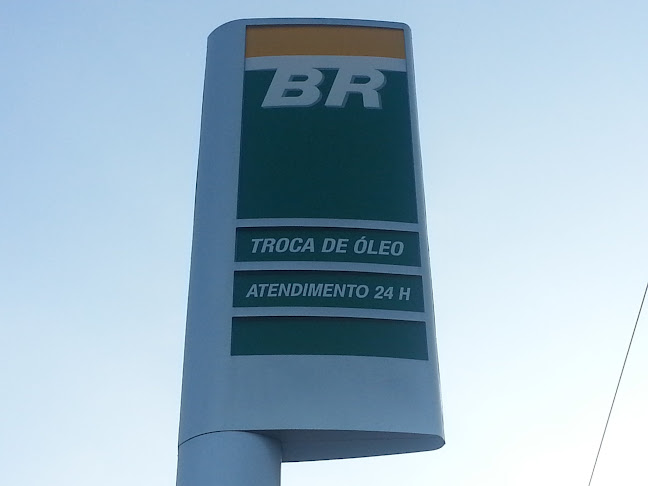 BR
TROCA DE ÓLEO
ATENDIMENTO 24 H